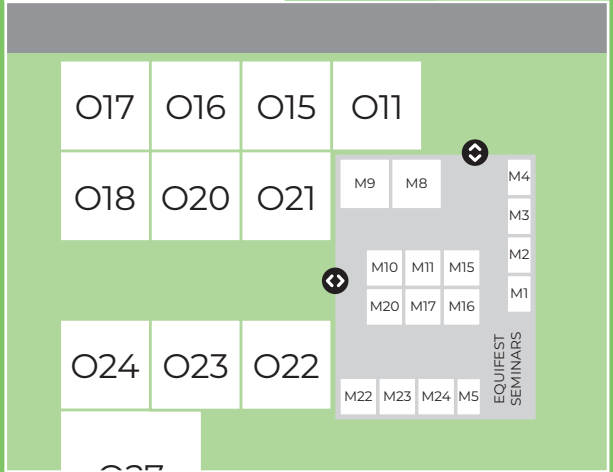 O17 O16 O15 O11
O18 O20 O21
M9 M8
M4
M3
M2
M1
M10 M11 M15
M20 M17 M16
EQUIFEST
SEMINARS
O24 O23 O22
M22 M23 M24 M5